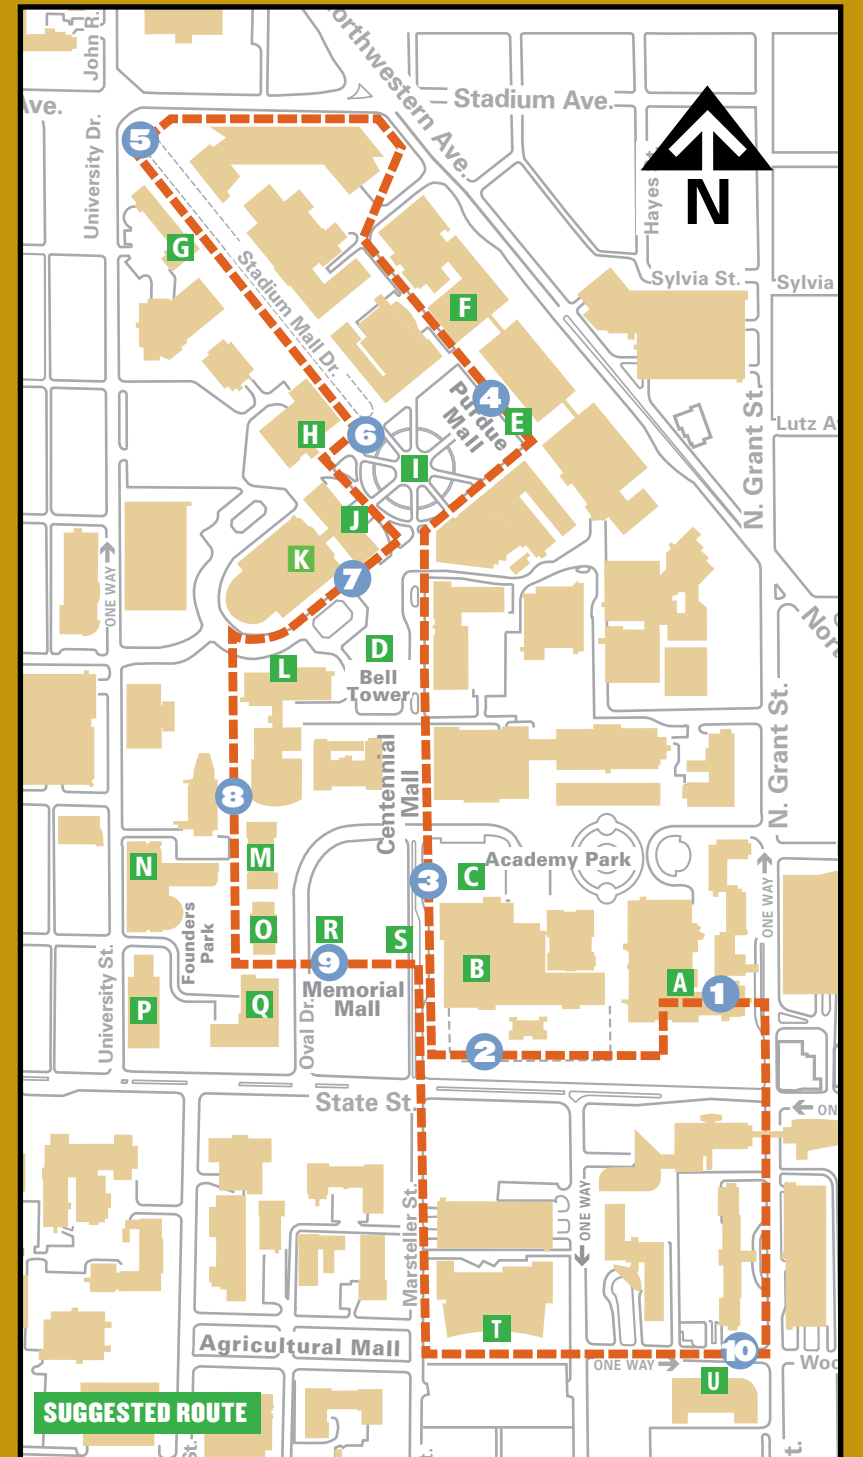 John R.
Northwestern Ave.
Ave.
Stadium Ave.
University Dr.
5
Hayes St.
N
G
Stadium Mall Dr.
Sylvia St.
Sylvia
F
4
Purdue
Mall
E
N. Grant St.
Lutz A
H
6
I
J
K
7
ONE WAY
D
Bell
Tower
L
N. Grant St.
Centennial
Mall
8
M
N
Academy Park
3
C
ONE WAY
Founders
Park
O
R
S
9
B
A
1
Memorial
Mall
P
Q
University St.
Oval Dr.
2
State St.
ON
ONE WAY
Marsteller St.
T
Agricultural Mall
10
ONE WAY
Woo
U
SUGGESTED ROUTE
St.
t.
t.